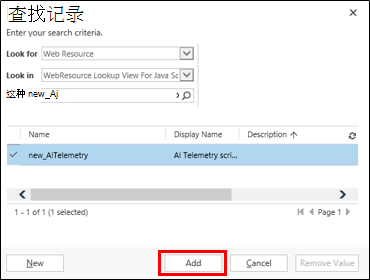 查找记录
Enter your search criteria.
Look for Web Resource
Look in WebResource Lookup View For Java Sc
这种 new_Aj
Name Display Name Description
new_AITelemetry AI Telemetry scri...
1 - 1 of 1 (1 selected) Page 1
New Add Cancel Remove Value